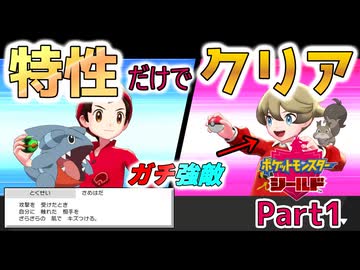 特性だけでクリア
ガチ強敵
ポケットモンスター
シールド
とくせい さめはだ
攻撃を 受けたとき
自分に 触れた 相手を
ざらざらの 肌で キズつける。
Part1